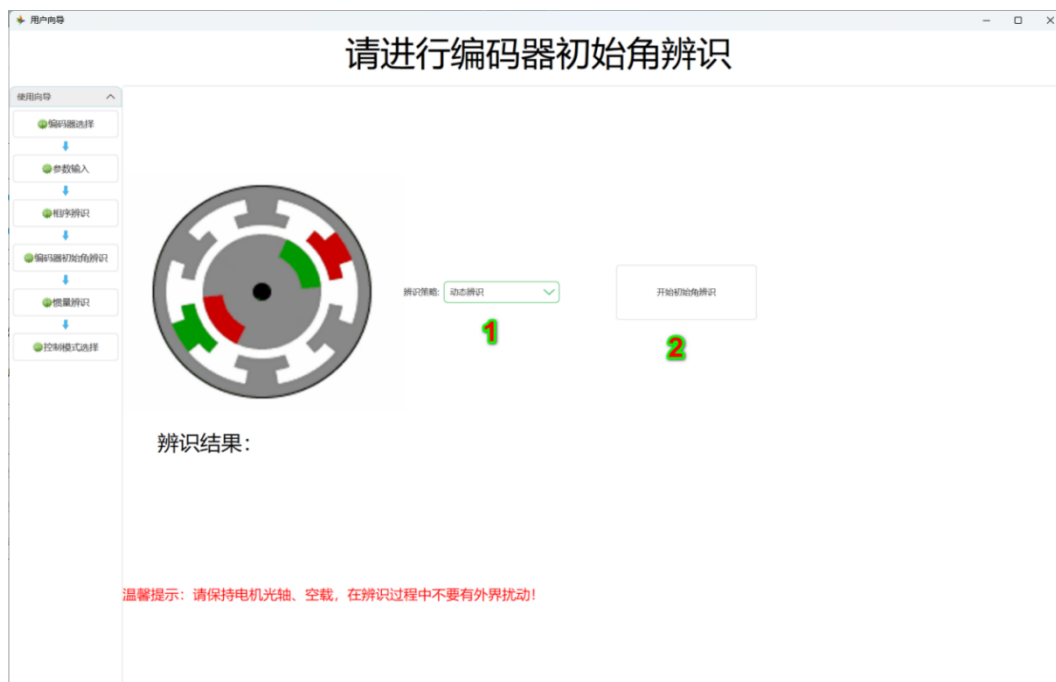 用户向导
请进行编码器初始角辨识
使用向导
编码器选择
参数输入
相序辨识
编码器初始角辨识
惯量辨识
控制模式选择
辨识策略: 动态辨识
开始初始角辨识
1
2
辨识结果：
温馨提示：请保持电机光轴、空载，在辨识过程中不要有外界扰动！